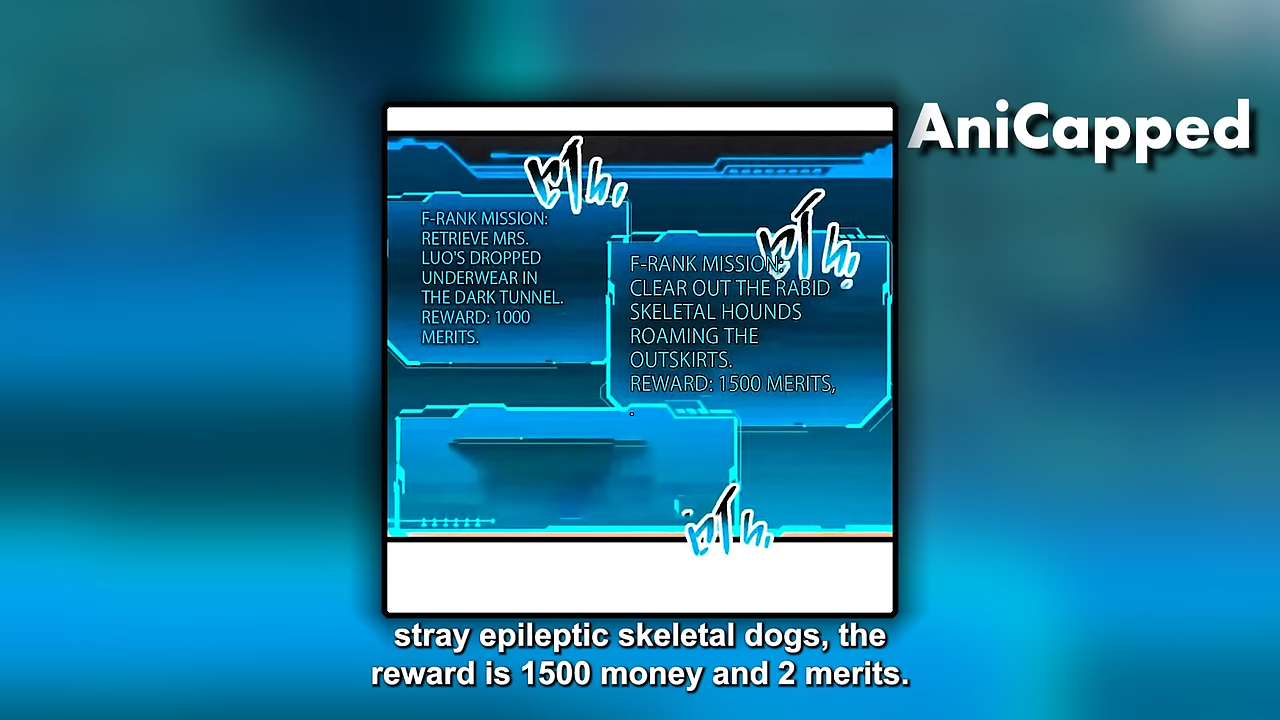 AniCapped
F-RANK MISSION:
RETRIEVE MRS.
LUO'S DROPPED
UNDERWEAR IN
THE DARK TUNNEL.
REWARD: 1000
MERITS.
F-RANK MISSION:
CLEAR OUT THE RABID
SKELETAL HOUNDS
ROAMING THE
OUTSKIRTS.
REWARD: 1500 MERITS,
stray epileptic skeletal dogs, the
reward is 1500 money and 2 merits.